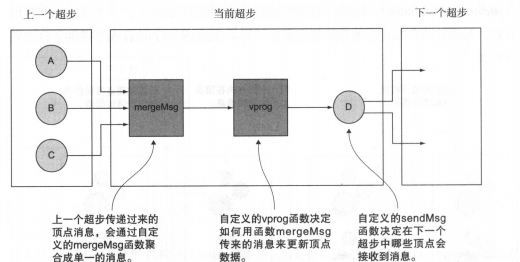 上一个超步
当前超步
下一个超步
A
B
C
mergeMsg
vprog
D
上一个超步传递过来的
顶点消息，会通过自定
义的mergeMsg函数聚
合成单一的消息。
自定义的vprog函数决定
如何用函数mergeMsg
传来的消息来更新顶点
数据。
自定义的sendMsg
函数决定在下一个
超步中哪些顶点会
接收到消息。